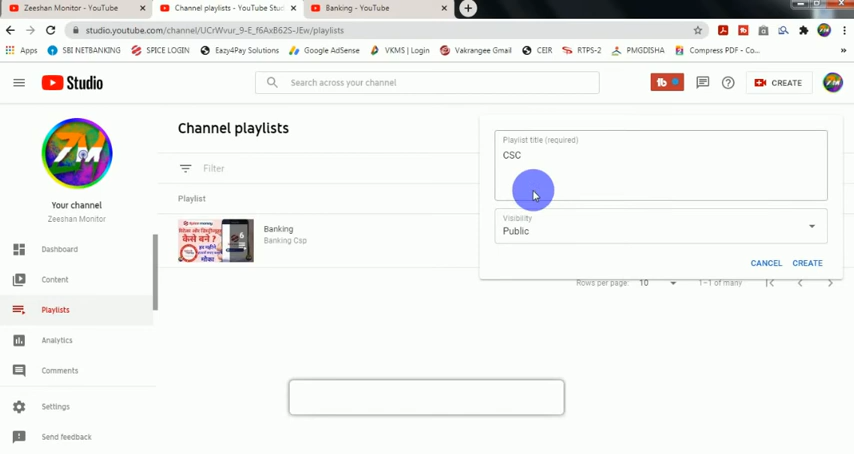 Zeeshan Monitor - YouTube
Channel playlists - YouTube Stu
Banking - YouTube
studio.youtube.com/channel/UCrWvur_9-E_f6AxB62S-JEw/playlists
Apps
SBI NETBANKING
SPICE LOGIN
Eazy4Pay Solutions
Google AdSense
VKMS | Login
Vakrangee Gmail
CEIR
RTPS-2
PMGDISHA
Compress PDF - Co...
Studio
Search across your channel
CREATE
Your channel
Zeeshan Monitor
Dashboard
Content
Playlists
Analytics
Comments
Settings
Send feedback
Channel playlists
Filter
Playlist
Banking
Banking Csp
Playlist title (required)
CSC
Visibility
Public
CANCEL
CREATE
Rows per page:
10
1–1 of many